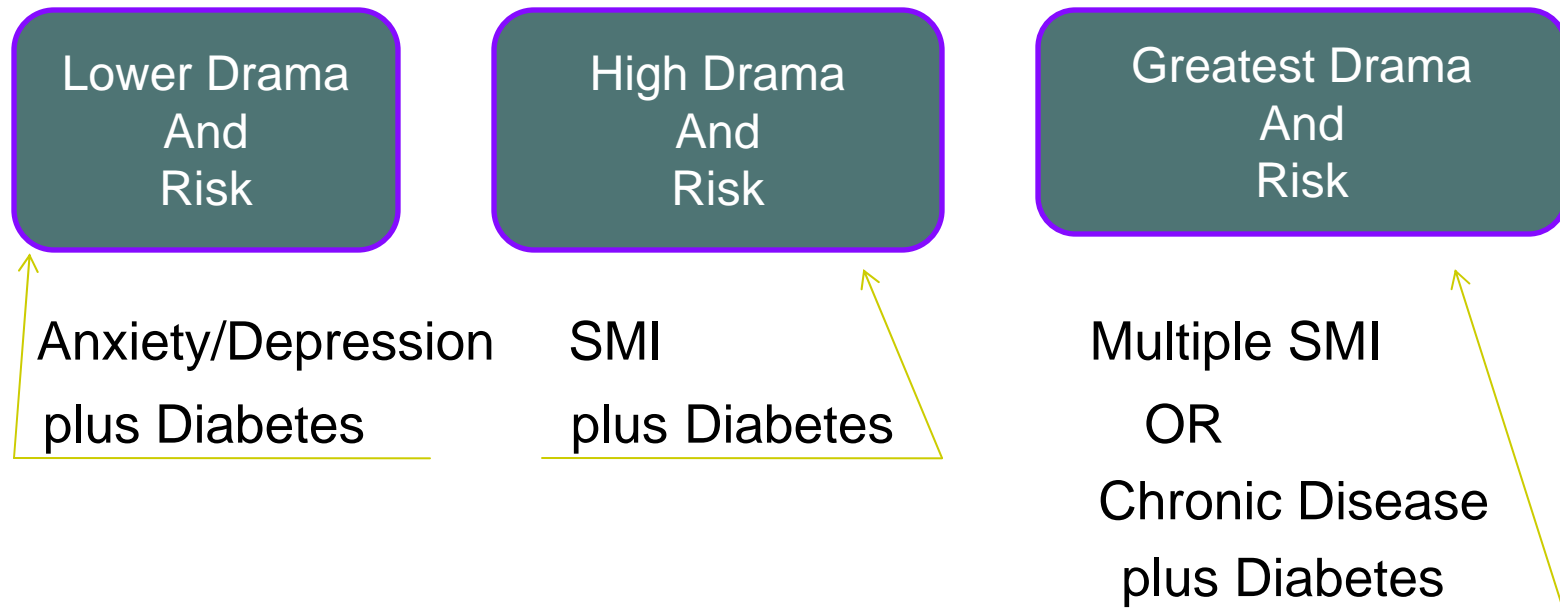 Lower Drama
And
Risk
High Drama
And
Risk
Greatest Drama
And
Risk
Anxiety/Depression
plus Diabetes
SMI
plus Diabetes
Multiple SMI
OR
Chronic Disease
plus Diabetes